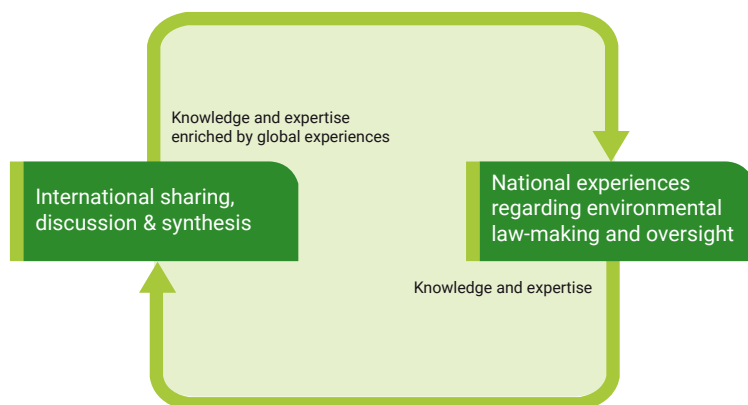 Knowledge and expertise
enriched by global experiences
International sharing,
discussion & synthesis
National experiences
regarding environmental
law-making and oversight
Knowledge and expertise